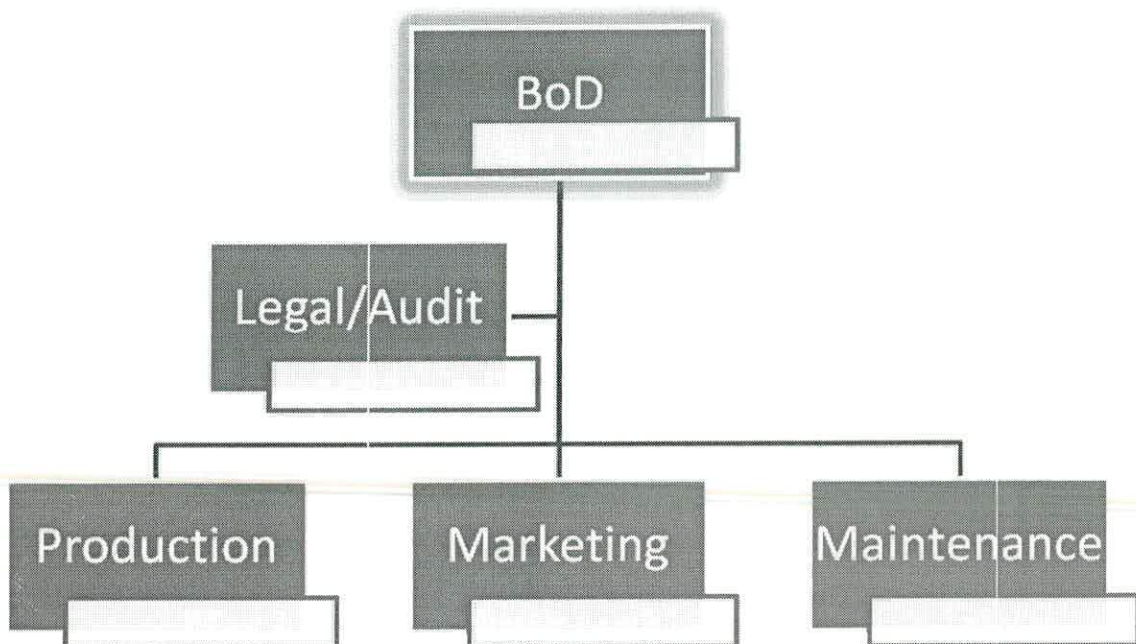 BoD
Legal/Audit
Production
Marketing
Maintenance